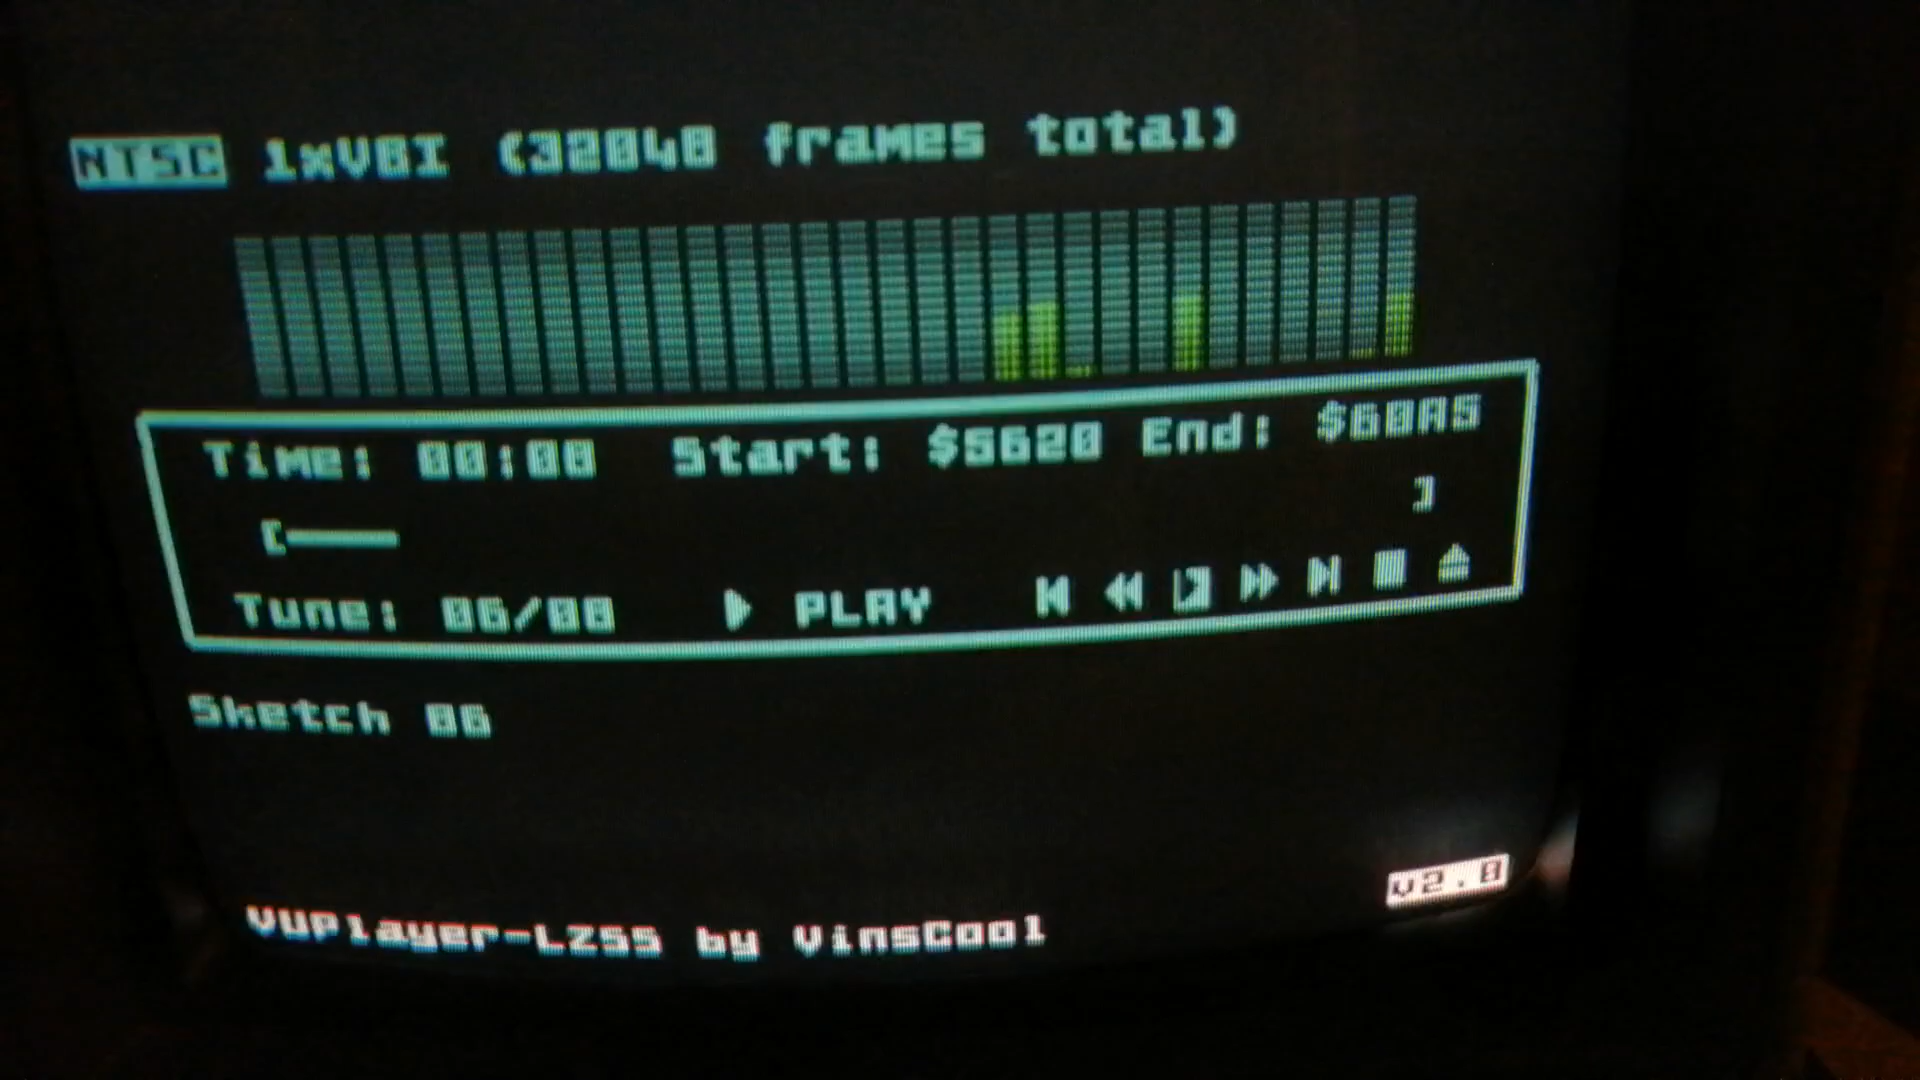 NTSC 1xVBI (32040 frames total)
Time: 00:00 Start: $5620 End: $60A5
Tune: 06/08 PLAY
Sketch 06
v2.0
VUPlayer-LZSS by VinsCool